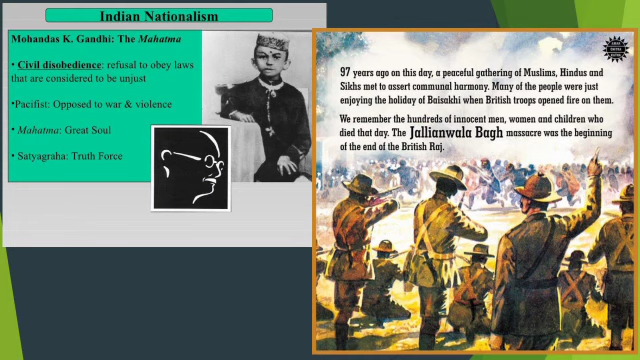 Indian Nationalism
Mohandas K. Gandhi: The Mahatma
• Civil disobedience: refusal to obey laws
that are considered to be unjust
•Pacifist: Opposed to war & violence
• Mahatma: Great Soul
• Satyagraha: Truth Force
97 years ago on this day, a peaceful gathering of Muslims, Hindus and
Sikhs met to assert communal harmony. Many of the people were just
enjoying the holiday of Baisakhi when British troops opened fire on them.
We remember the hundreds of innocent men, women and children who
died that day. The Jallianwala Bagh massacre was the beginning
of the end of the British Raj.